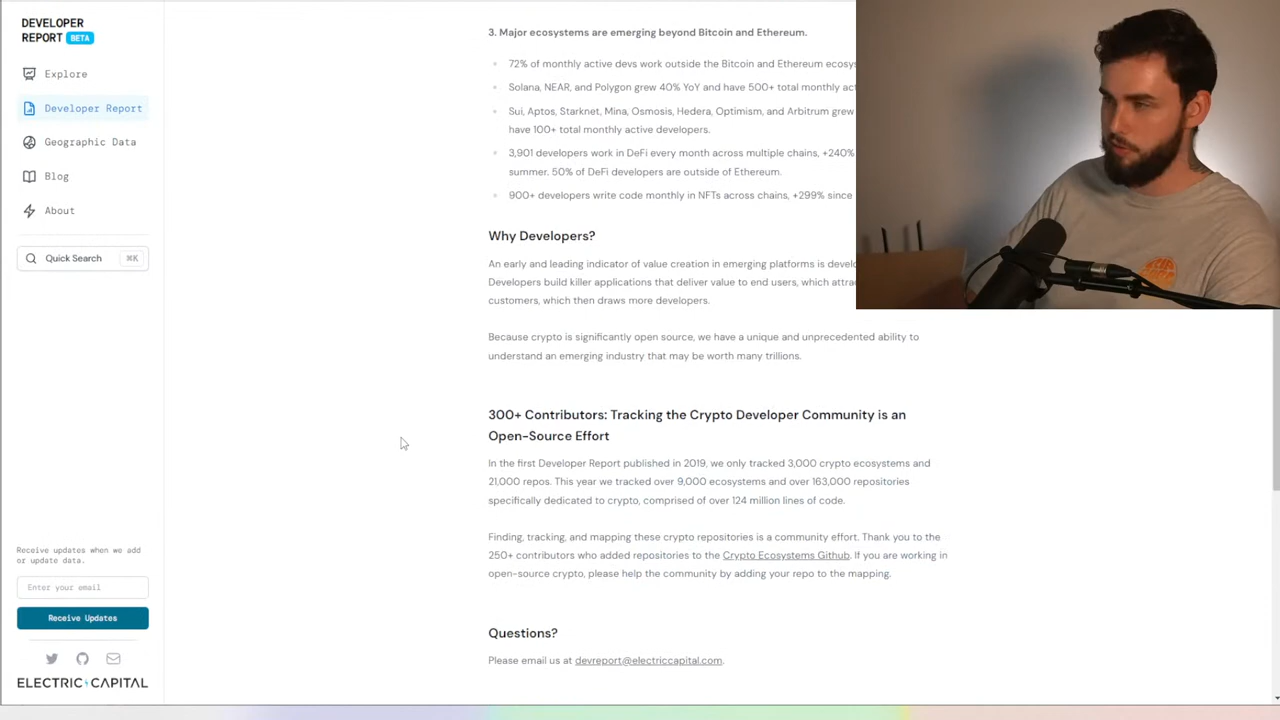 DEVELOPER
REPORT BETA
Explore
Developer Report
Geographic Data
Blog
About
Quick Search ⌘K
Receive updates when we add
or update data.
Enter your email
Receive Updates
ELECTRIC CAPITAL
3. Major ecosystems are emerging beyond Bitcoin and Ethereum.
72% of monthly active devs work outside the Bitcoin and Ethereum
Solana, NEAR, and Polygon grew 40% YoY and have 500+ total monthly
Sui, Aptos, Starknet, Mina, Osmosis, Hedera, Optimism, and Arbitrum grew
have 100+ total monthly active developers.
3,901 developers work in DeFi every month across multiple chains, +240%
summer. 50% of DeFi developers are outside of Ethereum.
900+ developers write code monthly in NFTs across chains, +299% since
Why Developers?
An early and leading indicator of value creation in emerging platforms is
Developers build killer applications that deliver value to end users, which
customers, which then draws more developers.
Because crypto is significantly open source, we have a unique and unprecedented ability to
understand an emerging industry that may be worth many trillions.
300+ Contributors: Tracking the Crypto Developer Community is an
Open-Source Effort
In the first Developer Report published in 2019, we only tracked 3,000 crypto ecosystems and
21,000 repos. This year we tracked over 9,000 ecosystems and over 163,000 repositories
specifically dedicated to crypto, comprised of over 124 million lines of code.
Finding, tracking, and mapping these crypto repositories is a community effort. Thank you to the
250+ contributors who added repositories to the Crypto Ecosystems Github. If you are working in
open-source crypto, please help the community by adding your repo to the mapping.
Questions?
Please email us at devreport@electriccapital.com.